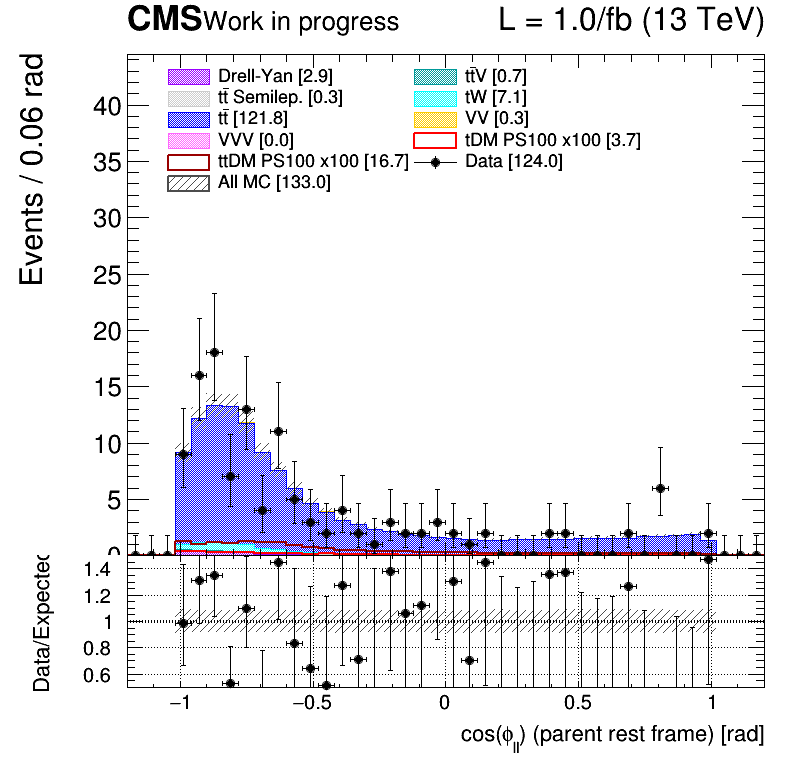 CMS Work in progress L = 1.0/fb (13 TeV)
Drell-Yan [2.9] tt̄V [0.7]
tt̄ Semilep. [0.3] tW [7.1]
tt̄ [121.8] VV [0.3]
VVV [0.0] tDM PS100 x100 [3.7]
ttDM PS100 x100 [16.7] Data [124.0]
All MC [133.0]
Events / 0.06 rad
40
35
30
25
20
15
10
5
0
Data/Expected
1.4
1.2
1
0.8
0.6
−1 −0.5 0 0.5 1
cos(ϕ_ll) (parent rest frame) [rad]